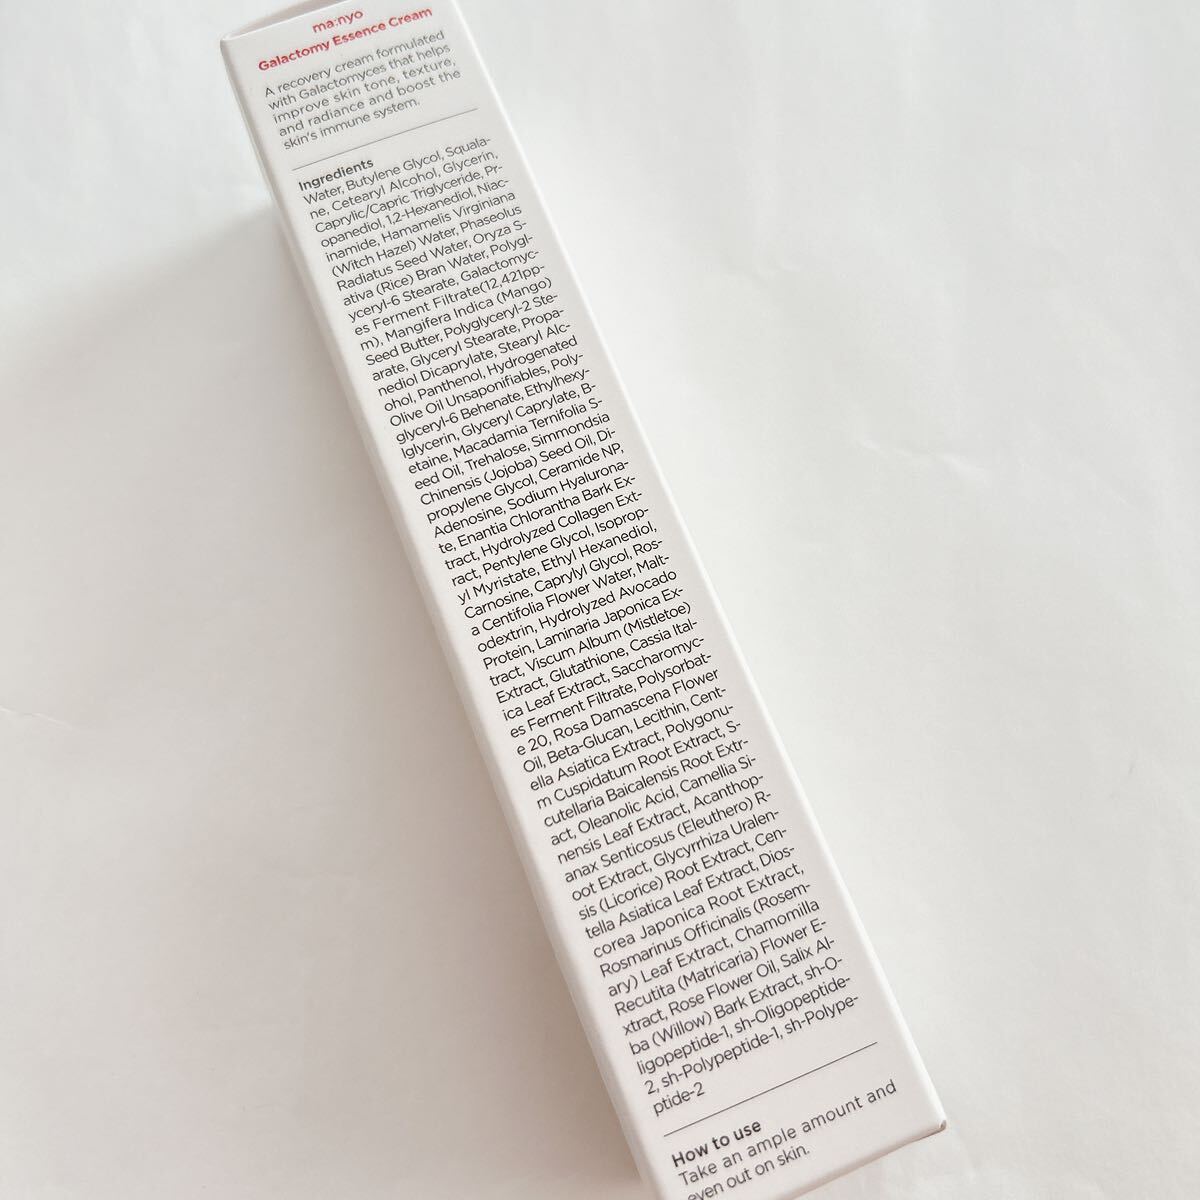 ma:nyo
Galactomy Essence Cream
A recovery cream formulated
with Galactomyces that helps
improve skin tone, texture,
and radiance and boost the
skin's immune system.
Ingredients
Water, Butylene Glycol, Squala-
ne, Cetearyl Alcohol, Glycerin,
Caprylic/Capric Triglyceride, Pr-
opanediol, 1,2-Hexanediol, Niac-
inamide, Hamamelis Virginiana
(Witch Hazel) Water, Phaseolus
Radiatus Seed Water, Oryza S-
ativa (Rice) Bran Water, Polygl-
yceryl-6 Stearate, Galactomyc-
es Ferment Filtrate(12,421pp-
m), Mangifera Indica (Mango)
Seed Butter, Polyglyceryl-2 Ste-
arate, Glyceryl Stearate, Propa-
nediol Dicaprylate, Stearyl Alc-
ohol, Panthenol, Hydrogenated
Olive Oil Unsaponifiables, Poly-
glyceryl-6 Behenate, Ethylhexy-
lglycerin, Glyceryl Caprylate, B-
etaine, Macadamia Ternifolia S-
eed Oil, Trehalose, Simmondsia
Chinensis (Jojoba) Seed Oil, Di-
propylene Glycol, Ceramide NP,
Adenosine, Sodium Hyalurona-
te, Enantia Chlorantha Bark Ex-
tract, Hydrolyzed Collagen Ext-
ract, Pentylene Glycol, Isoprop-
yl Myristate, Ethyl Hexanediol,
Carnosine, Caprylyl Glycol, Ros-
a Centifolia Flower Water, Malt-
odextrin, Hydrolyzed Avocado
Protein, Laminaria Japonica Ex-
tract, Viscum Album (Mistletoe)
Extract, Glutathione, Cassia Ital-
ica Leaf Extract, Saccharomyc-
es Ferment Filtrate, Polysorbat-
e 20, Rosa Damascena Flower
Oil, Beta-Glucan, Lecithin, Cent-
ella Asiatica Extract, Polygonu-
m Cuspidatum Root Extract, S-
cutellaria Baicalensis Root Extr-
act, Oleanolic Acid, Camellia Si-
nensis Leaf Extract, Acanthop-
anax Senticosus (Eleuthero) R-
oot Extract, Glycyrrhiza Uralen-
sis (Licorice) Root Extract, Cen-
tella Asiatica Leaf Extract, Dios-
corea Japonica Root Extract,
Rosmarinus Officinalis (Rosem-
ary) Leaf Extract, Chamomilla
Recutita (Matricaria) Flower E-
xtract, Rose Flower Oil, Salix Al-
ba (Willow) Bark Extract, sh-O-
ligopeptide-1, sh-Oligopeptide-
2, sh-Polypeptide-1, sh-Polype-
ptide-2
How to use
Take an ample amount and
even out on skin.